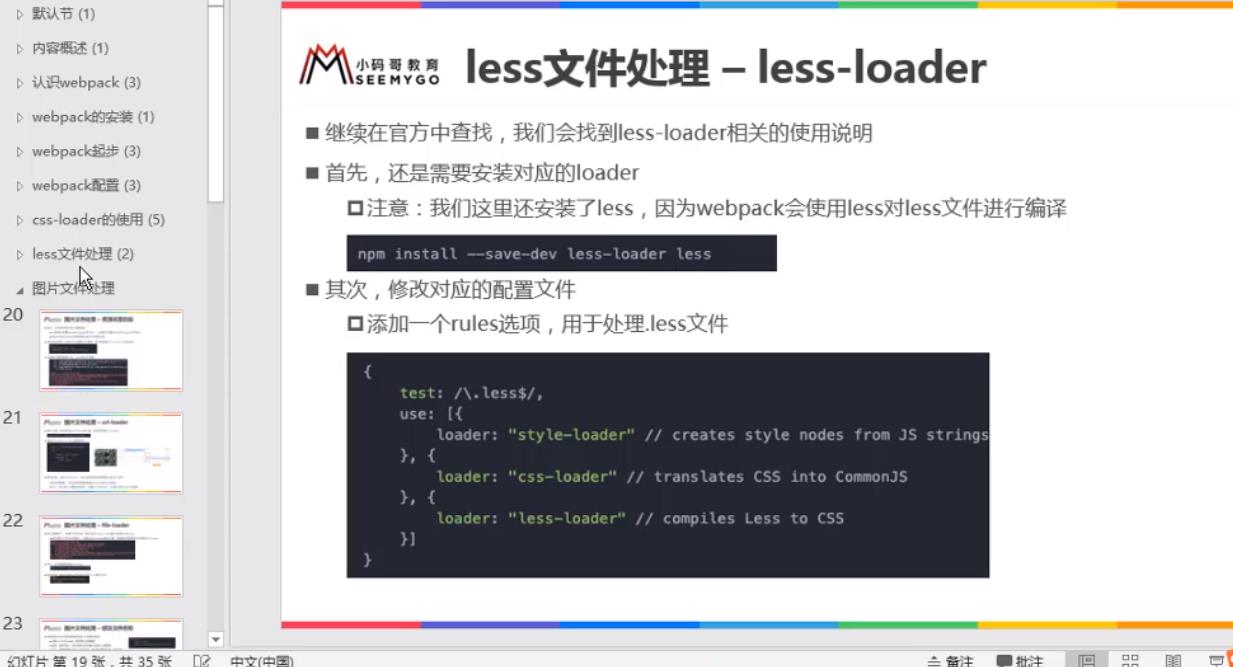 默认节 (1)
内容概述 (1)
认识webpack (3)
webpack的安装 (1)
webpack起步 (3)
webpack配置 (3)
css-loader的使用 (5)
less文件处理 (2)
图片文件处理
20
21
22
23
小码哥教育
SEEMYGO
less文件处理 – less-loader
继续在官方中查找，我们会找到less-loader相关的使用说明
首先，还是需要安装对应的loader
注意：我们这里还安装了less，因为webpack会使用less对less文件进行编译
npm install --save-dev less-loader less
其次，修改对应的配置文件
添加一个rules选项，用于处理.less文件
{
test: /\.less$/,
use: [{
loader: "style-loader" // creates style nodes from JS strings
}, {
loader: "css-loader" // translates CSS into CommonJS
}, {
loader: "less-loader" // compiles Less to CSS
}]
}
幻灯片 第 19 张，共 35 张 中文(中国) 备注 批注